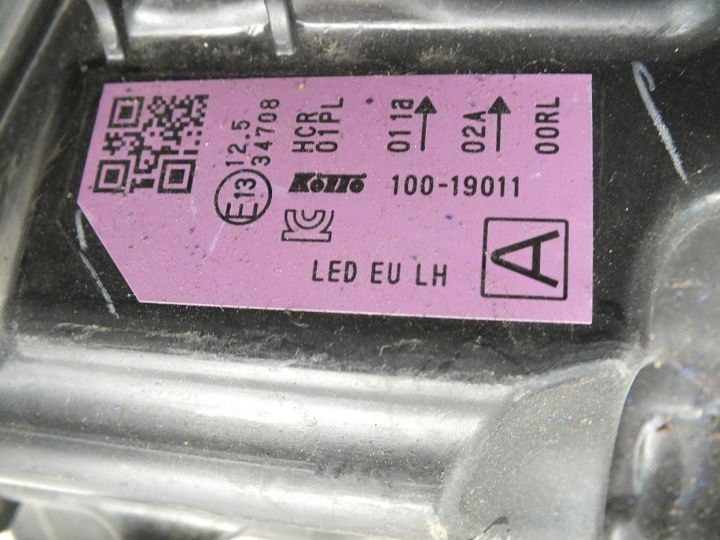 E13
12.5
34708
HCR
01PL
011a
02A
00RL
Koito 100-19011
LED EU LH
A